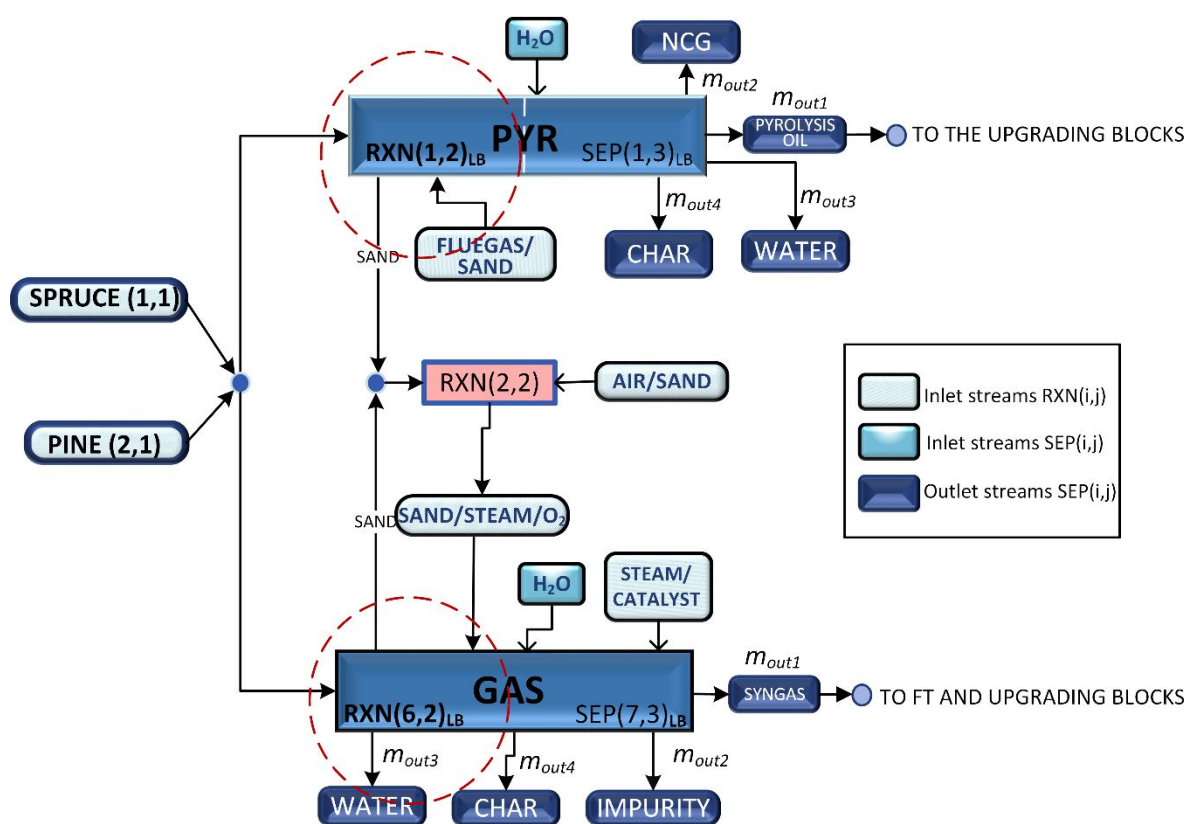 H₂O
NCG
m_out2
m_out1
PYR
RXN(1,2)LB
SEP(1,3)LB
PYROLYSIS
OIL
TO THE UPGRADING BLOCKS
m_out4
m_out3
SAND
FLUEGAS/
SAND
CHAR
WATER
SPRUCE (1,1)
PINE (2,1)
RXN(2,2)
AIR/SAND
Inlet streams RXN(i,j)
Inlet streams SEP(i,j)
Outlet streams SEP(i,j)
SAND
SAND/STEAM/O₂
H₂O
STEAM/
CATALYST
GAS
RXN(6,2)LB
SEP(7,3)LB
m_out1
SYNGAS
TO FT AND UPGRADING BLOCKS
m_out3
m_out4
m_out2
WATER
CHAR
IMPURITY